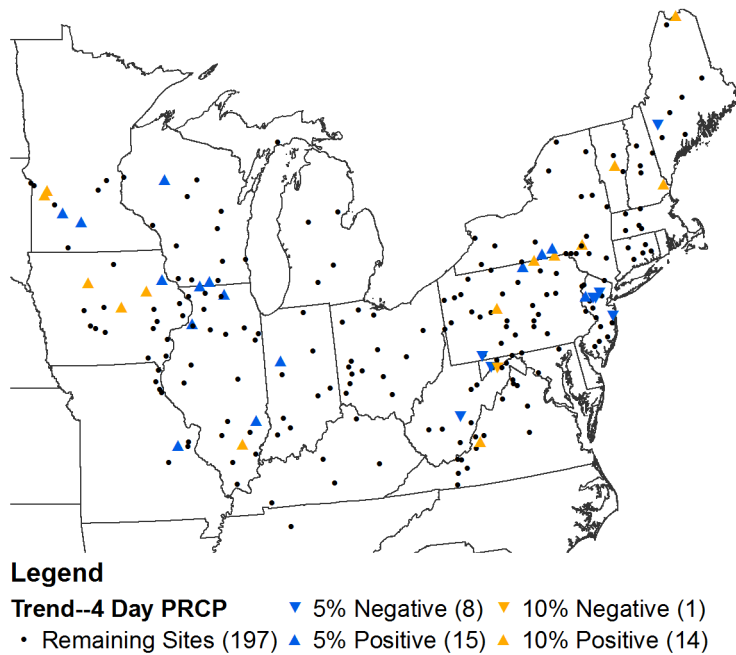 Legend
Trend--4 Day PRCP ▼ 5% Negative (8) ▼ 10% Negative (1)
• Remaining Sites (197) ▲ 5% Positive (15) ▲ 10% Positive (14)